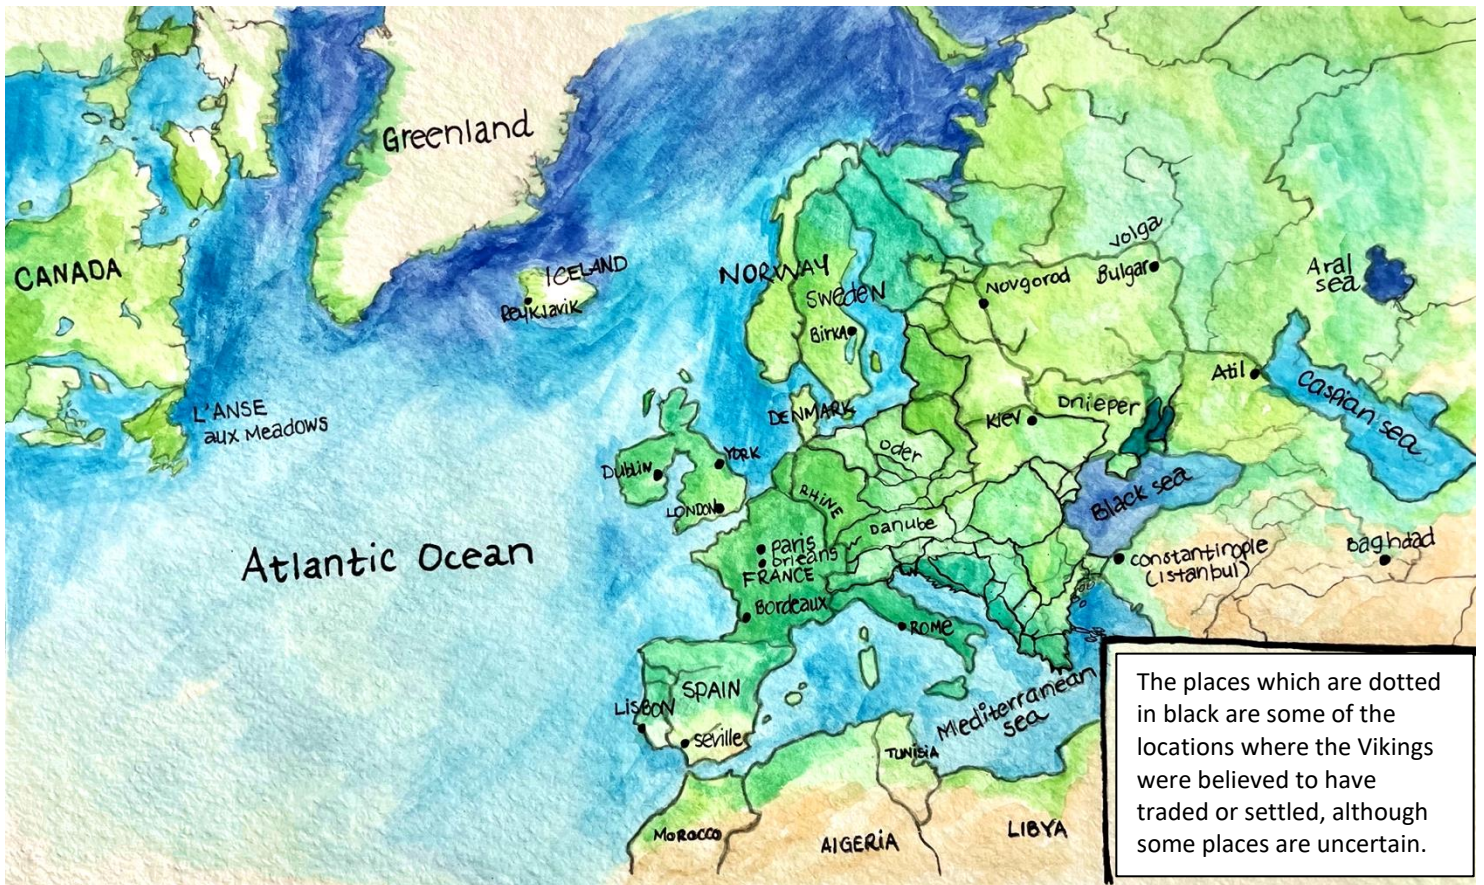 Greenland
CANADA
ICELAND
Reykjavik
L'ANSE
aux Meadows
NORWAY
Sweden
Birka
DENMARK
Volga
Novgorod
Bulgar
Aral
sea
Atil
Caspian sea
Kiev
Dnieper
Oder
Dublin
YORK
LONDON
RHINE
Danube
Black sea
Atlantic Ocean
Paris
Orleans
FRANCE
Bordeaux
Constantinople
(istanbul)
Baghdad
ROME
SPAIN
LISBON
seville
Mediterranean
sea
TUNISIA
MOROCCO
AlGERiA
LIBYA
The places which are dotted
in black are some of the
locations where the Vikings
were believed to have
traded or settled, although
some places are uncertain.